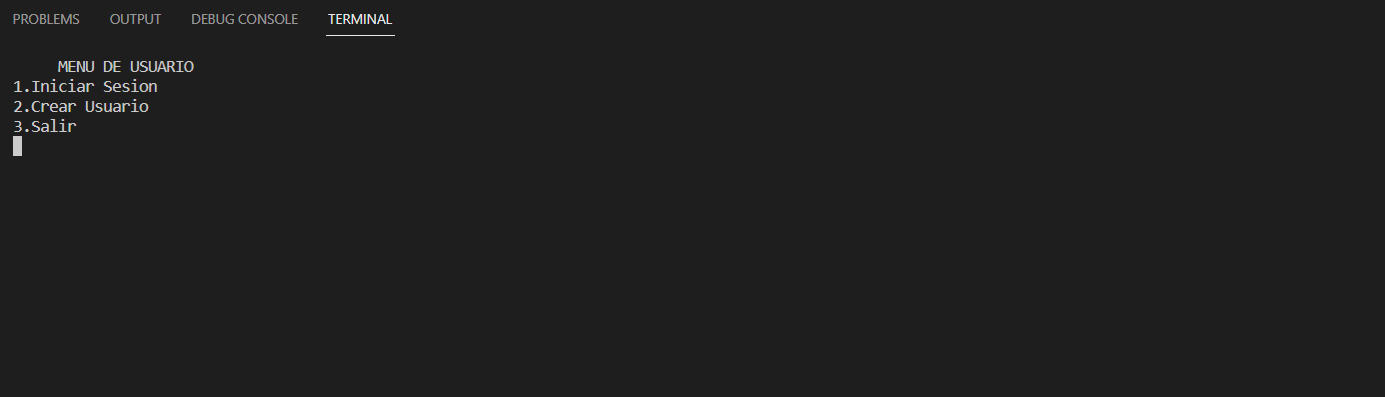 PROBLEMS OUTPUT DEBUG CONSOLE TERMINAL
MENU DE USUARIO
1.Iniciar Sesion
2.Crear Usuario
3.Salir